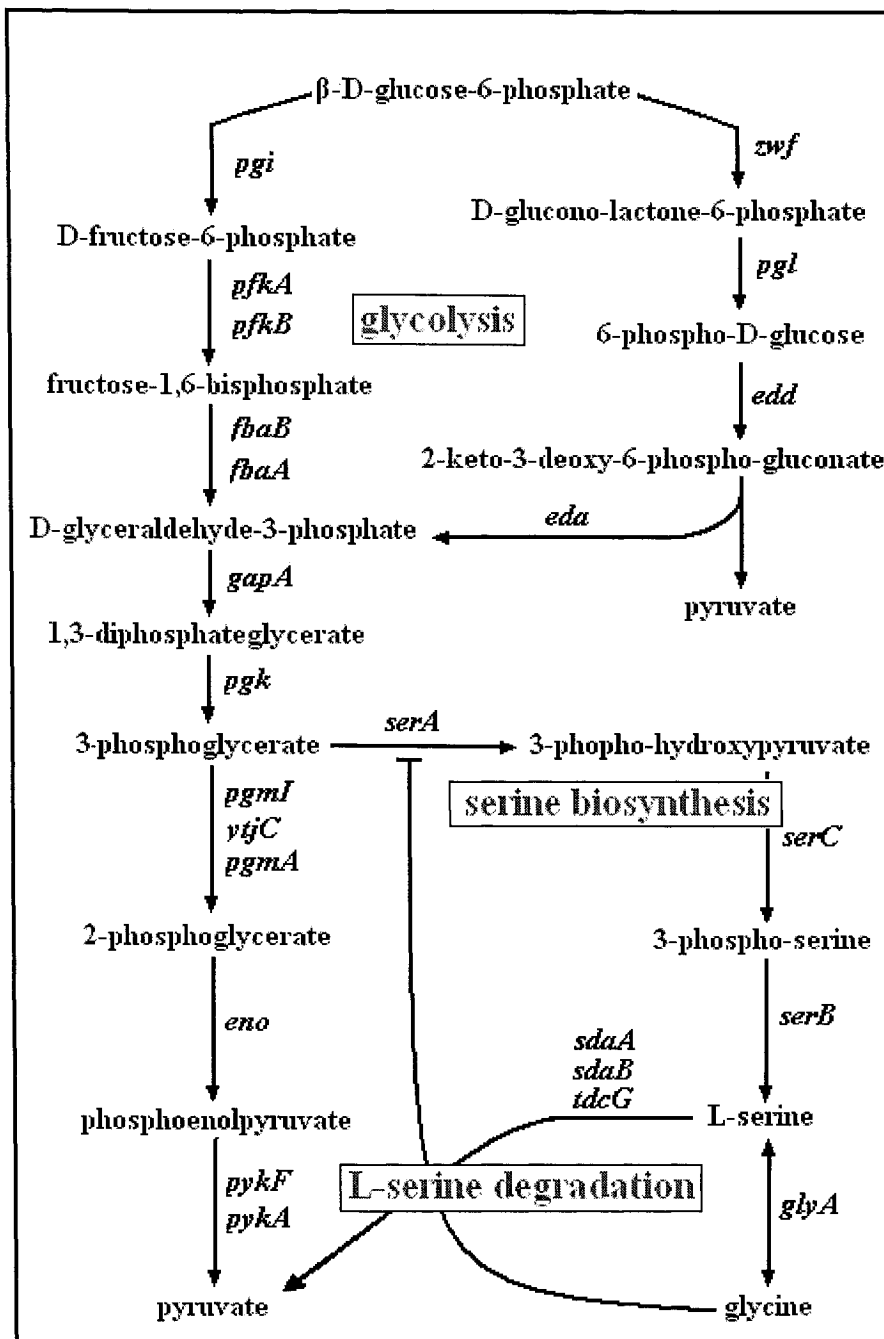 β-D-glucose-6-phosphate
pgi
zwf
D-glucono-lactone-6-phosphate
D-fructose-6-phosphate
pgl
pfkA
pfkB
glycolysis
6-phospho-D-glucose
fructose-1,6-bisphosphate
edd
fbaB
fbaA
2-keto-3-deoxy-6-phospho-gluconate
D-glyceraldehyde-3-phosphate
eda
gapA
pyruvate
1,3-diphosphateglycerate
pgk
serA
3-phosphoglycerate
3-phopho-hydroxypyruvate
pgmI
ytjC
pgmA
serine biosynthesis
serC
2-phosphoglycerate
3-phospho-serine
eno
serB
sdaA
sdaB
tdcG
phosphoenolpyruvate
L-serine
pykF
pykA
L-serine degradation
glyA
pyruvate
glycine